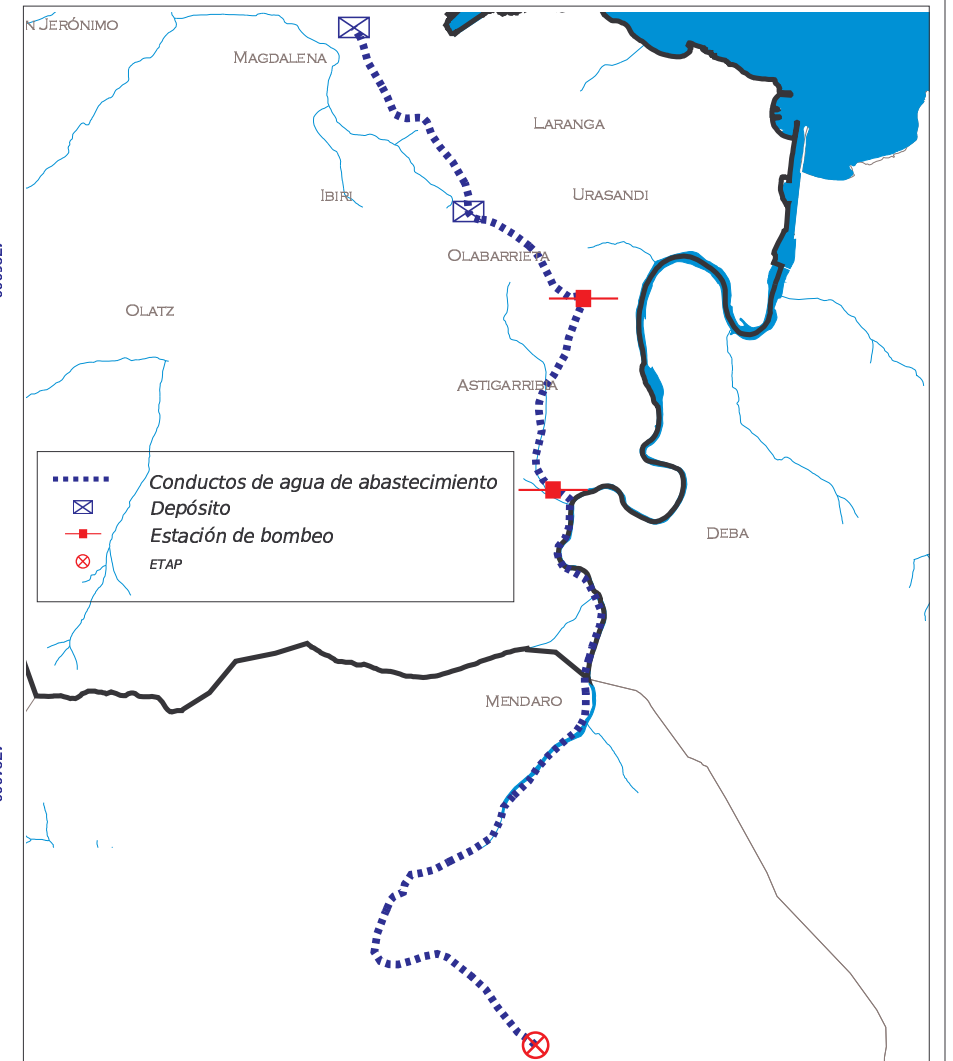 N JERÓNIMO
MAGDALENA
LARANGA
IBIRI
URASANDI
OLABARRIETA
OLATZ
ASTIGARRIBIA
Conductos de agua de abastecimiento
Depósito
Estación de bombeo
ETAP
DEBA
MENDARO